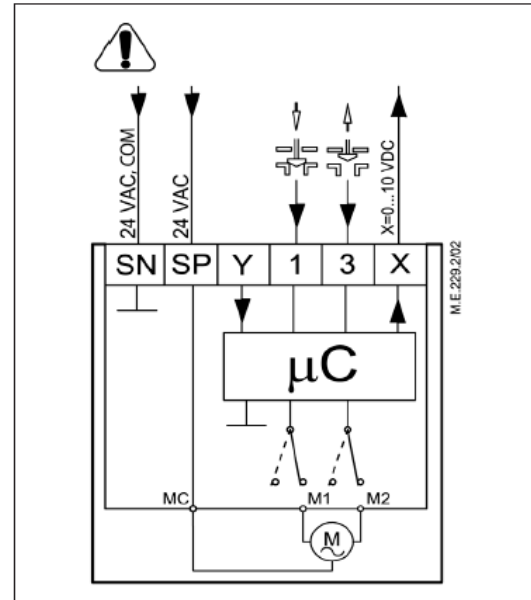 24 VAC, COM
24 VAC
X=0...10 VDC
SN SP Y 1 3 X
M.E.229.2/02
µC
MC M1 M2
M